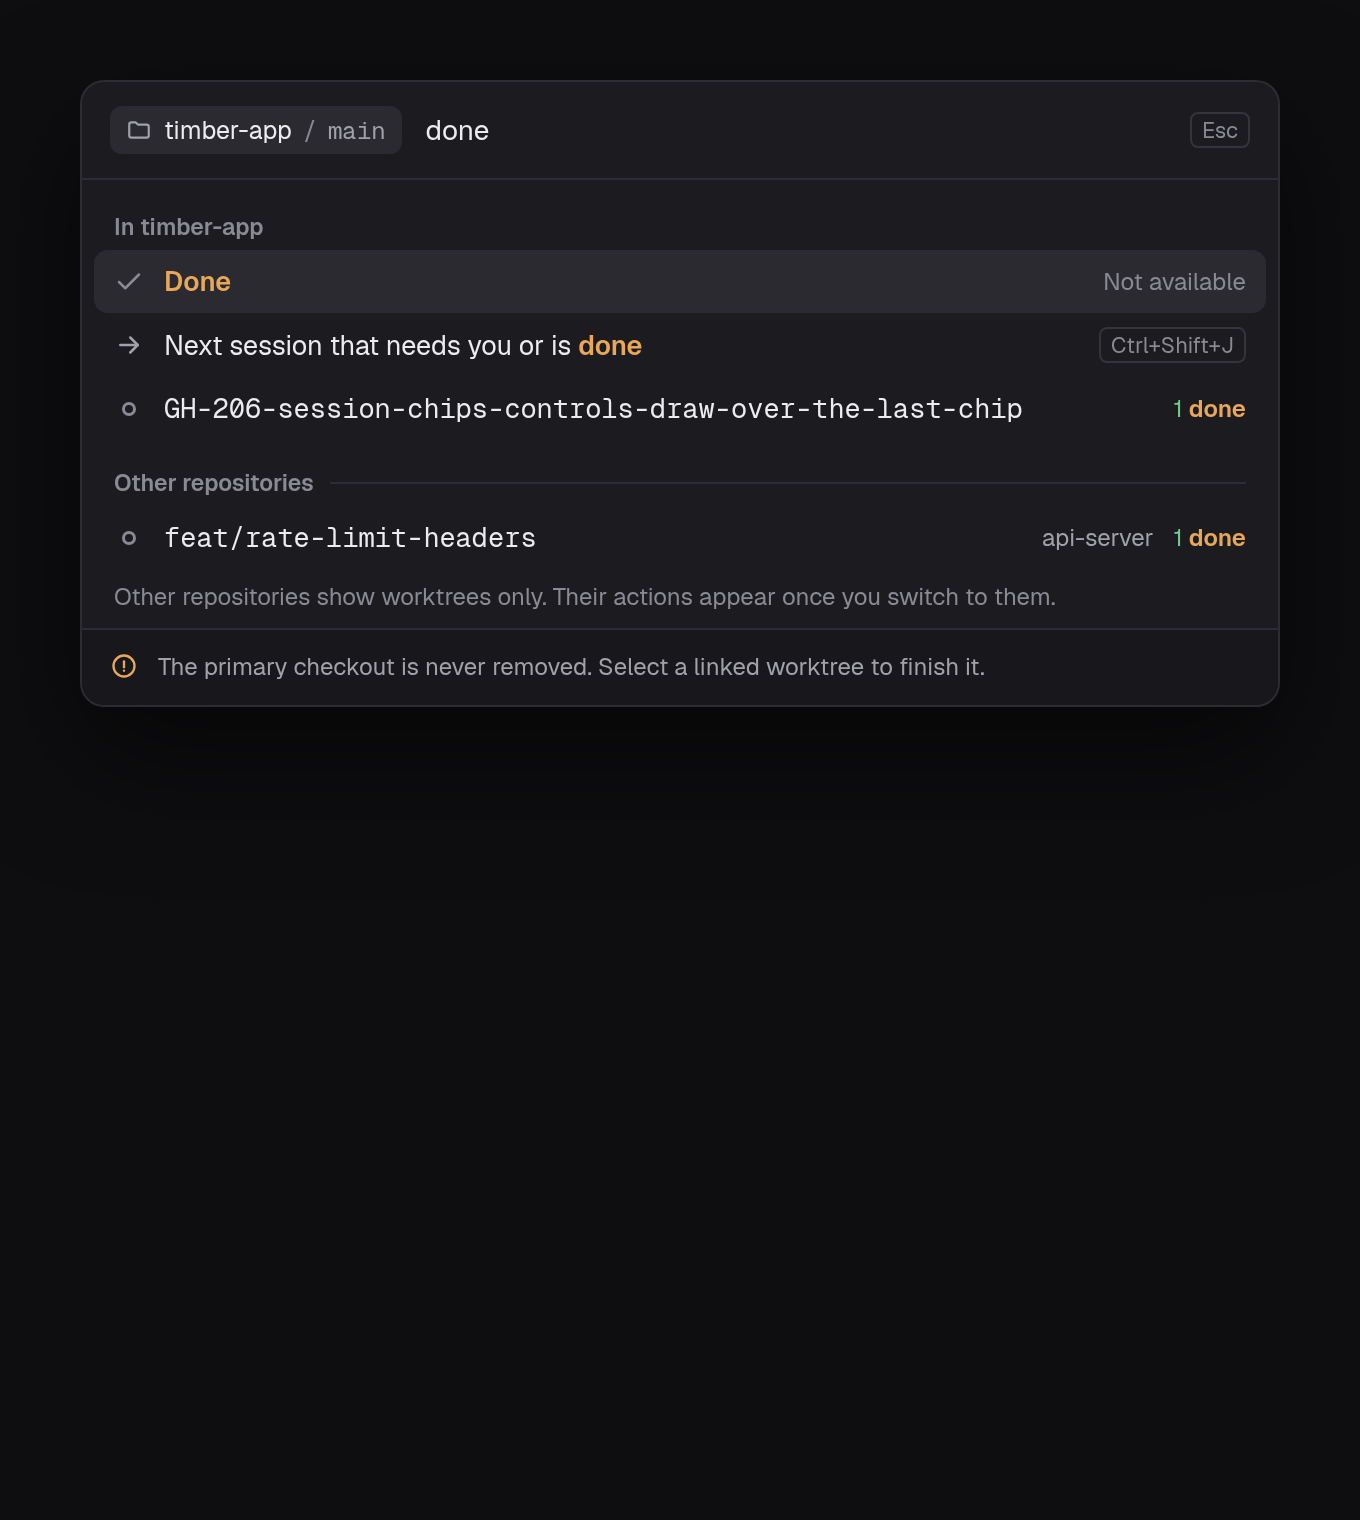 timber-app / main done Esc
In timber-app
Done Not available
Next session that needs you or is done Ctrl+Shift+J
GH-206-session-chips-controls-draw-over-the-last-chip 1 done
Other repositories
feat/rate-limit-headers api-server 1 done
Other repositories show worktrees only. Their actions appear once you switch to them.
The primary checkout is never removed. Select a linked worktree to finish it.